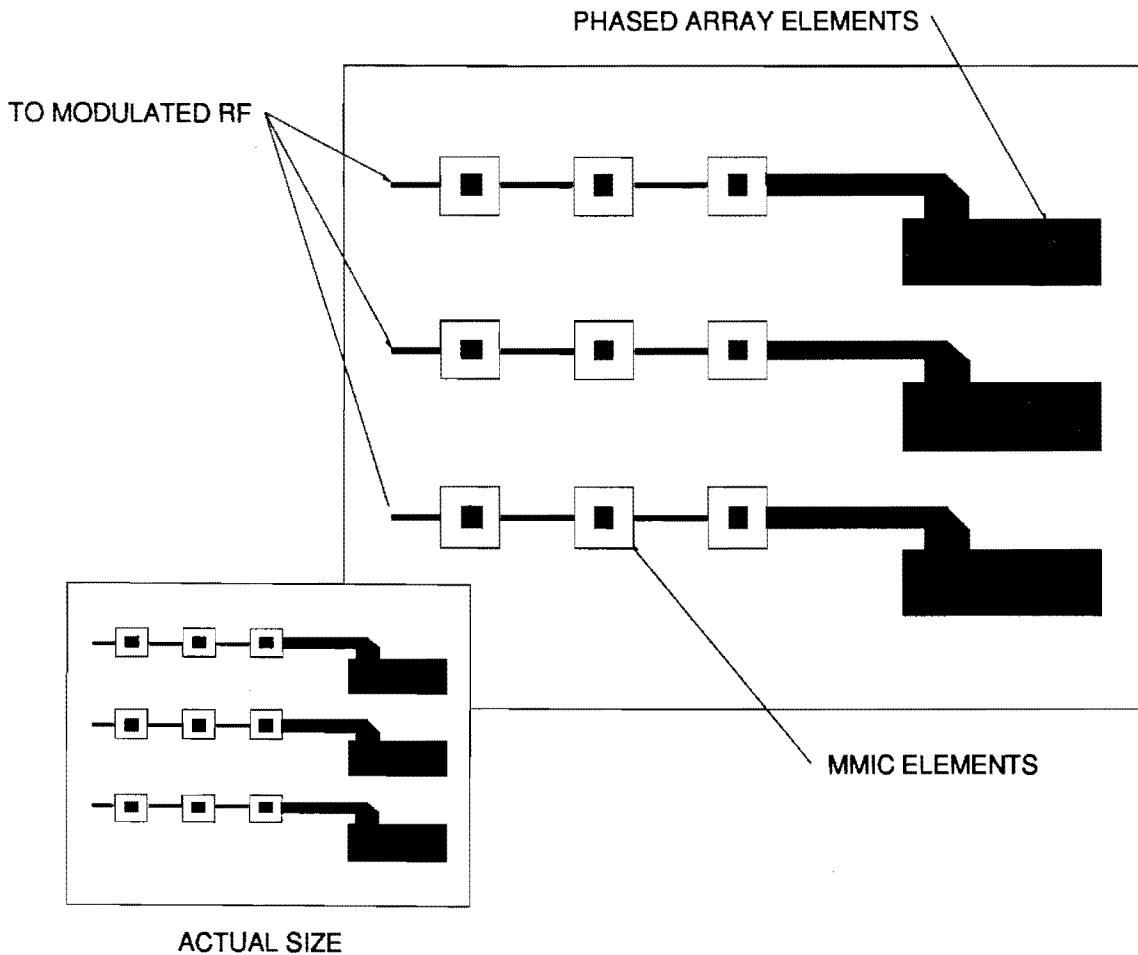 PHASED ARRAY ELEMENTS
TO MODULATED RF
MMIC ELEMENTS
ACTUAL SIZE